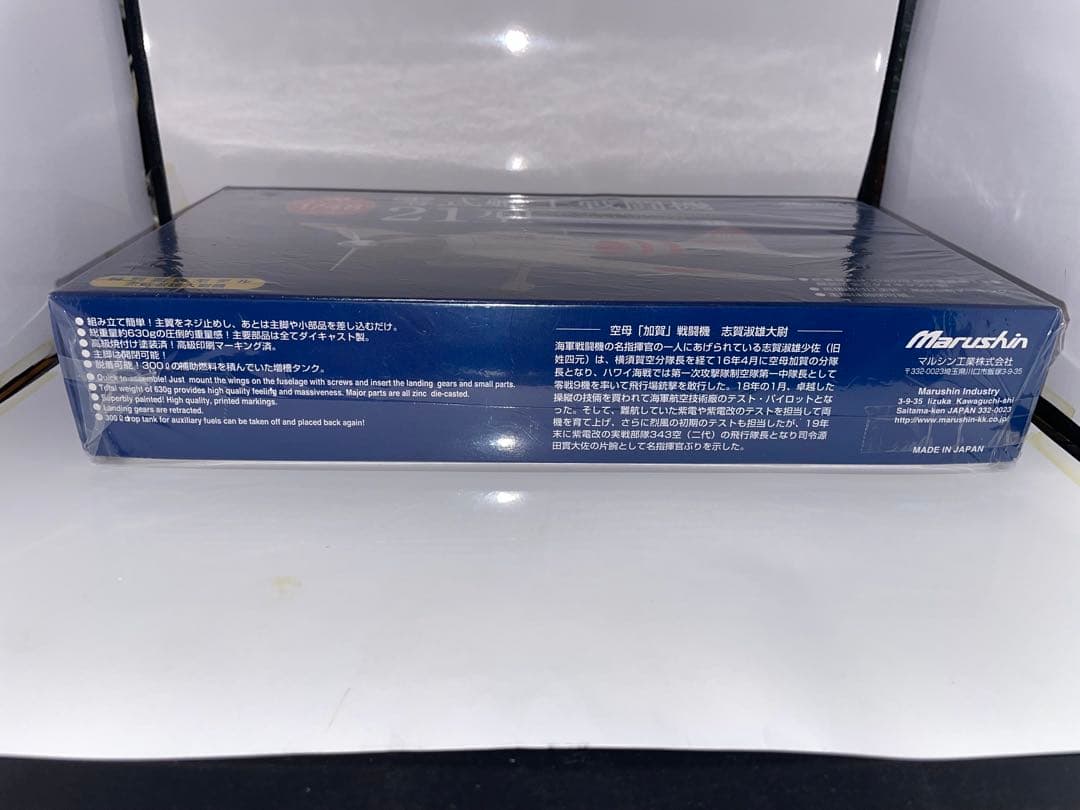 零式艦上戦闘機
● 組み立て簡単！主翼をネジ止めし、あとは主脚や小部品を差し込むだけ。
● 総重量約630gの圧倒的重量感！主要部品は全てダイキャスト製。
● 高級焼付け塗装済！高級印刷マーキング済。
● 主脚は開閉可能！
● 脱着可能！300ℓの補助燃料を積んでいた増槽タンク。
● Quick to assemble! Just mount the wings on the fuselage with screws and insert the landing gears and small parts.
● Total weight of 630g provides high quality feeling and massiveness. Major parts are all zinc die-casted.
● Superbly painted! High quality, printed markings.
● Landing gears are retracted.
● 300ℓ drop tank for auxiliary fuels can be taken off and placed back again!
空母「加賀」戦闘機 志賀淑雄大尉
海軍戦闘機の名指揮官の一人にあげられている志賀淑雄少佐（旧
姓四元）は、横須賀空分隊長を経て16年4月に空母加賀の分隊
長となり、ハワイ海戦では第一次攻撃隊制空隊第一中隊長として
零戦9機を率いて飛行場銃撃を敢行した。18年の1月、卓越した
操縦の技倆を買われて海軍航空技術廠のテスト・パイロットとな
った。そして、難航していた紫電や紫電改のテストを担当して両
機を育て上げ、さらに烈風の初期のテストも担当したが、19年
末に紫電改の実戦部隊343空（二代）の飛行隊長となり司令源
田實大佐の片腕として名指揮官ぶりを示した。
Marushin
マルシン工業株式会社
〒332-0023埼玉県川口市飯塚3-9-35
Marushin Industry
3-9-35 Iizuka Kawaguchi-shi
Saitama-ken JAPAN 332-0023
http://www.marushin-kk.co.jp
MADE IN JAPAN